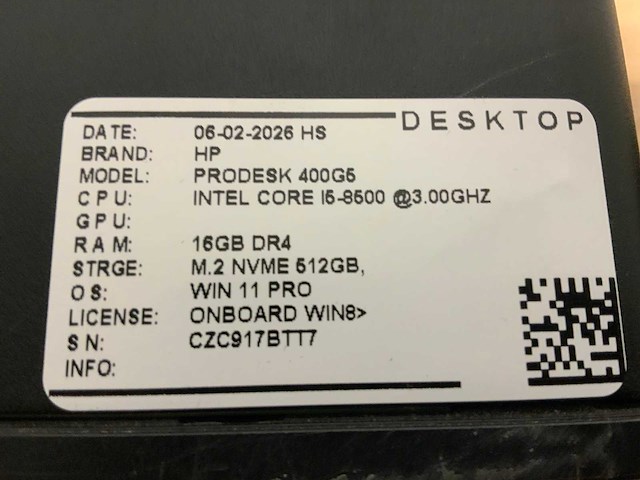 DESKTOP
DATE: 06-02-2026 HS
BRAND: HP
MODEL: PRODESK 400G5
CPU: INTEL CORE I5-8500 @3.00GHZ
GPU:
RAM: 16GB DR4
STRGE: M.2 NVME 512GB,
OS: WIN 11 PRO
LICENSE: ONBOARD WIN8>
SN: CZC917BTT7
INFO: